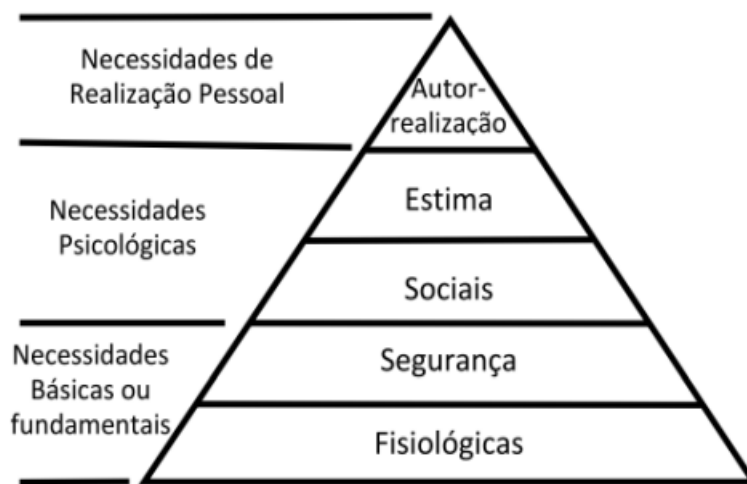 Necessidades de
Realização Pessoal
Autor-
realização
Necessidades
Psicológicas
Estima
Sociais
Necessidades
Básicas ou
fundamentais
Segurança
Fisiológicas